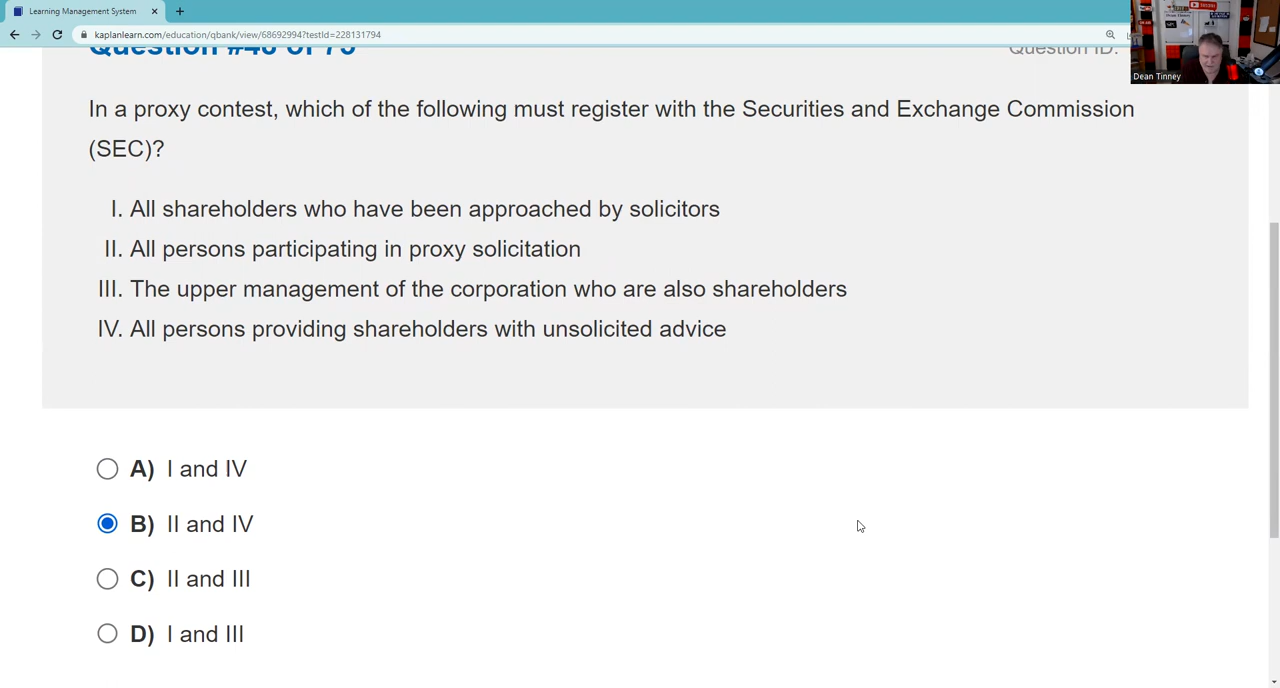 Learning Management System
kaplanlearn.com/education/qbank/view/68692994?testId=228131794
Dean Tinney
Question ID:
In a proxy contest, which of the following must register with the Securities and Exchange Commission
(SEC)?
I. All shareholders who have been approached by solicitors
II. All persons participating in proxy solicitation
III. The upper management of the corporation who are also shareholders
IV. All persons providing shareholders with unsolicited advice
A) I and IV
B) II and IV
C) II and III
D) I and III